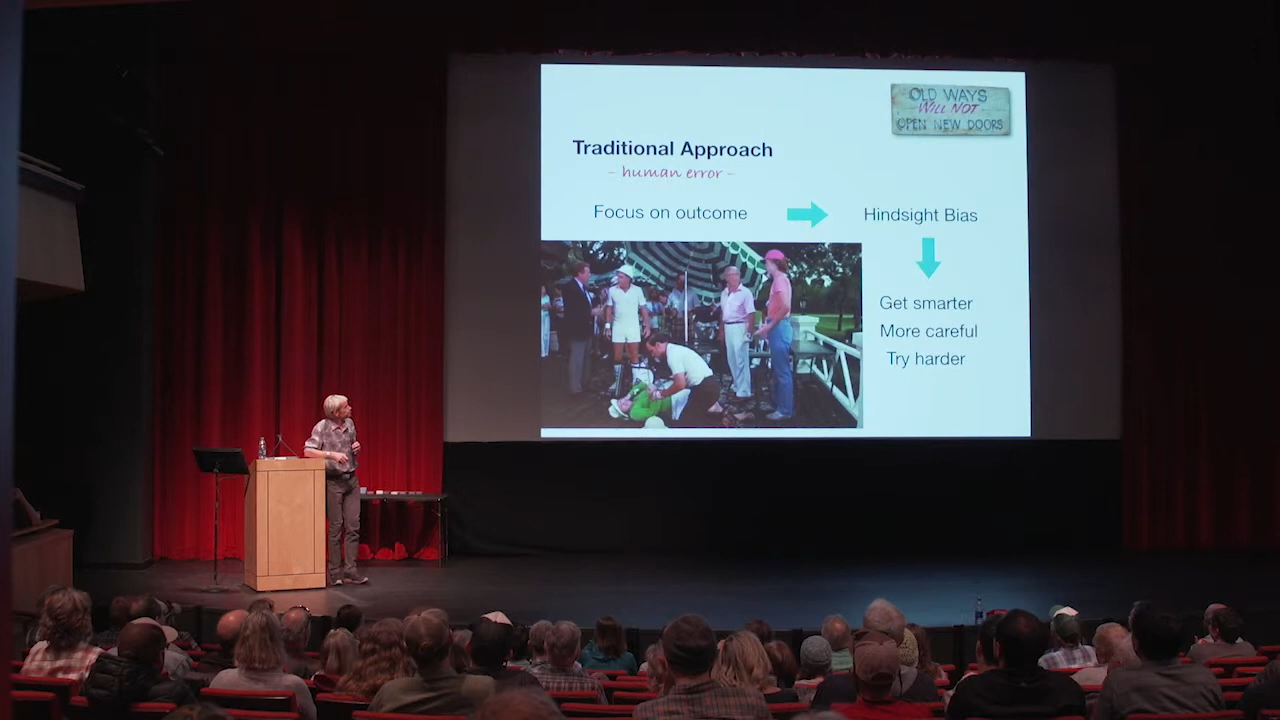 OLD WAYS
WILL NOT
OPEN NEW DOORS
Traditional Approach
– human error –
Focus on outcome
Hindsight Bias
Get smarter
More careful
Try harder